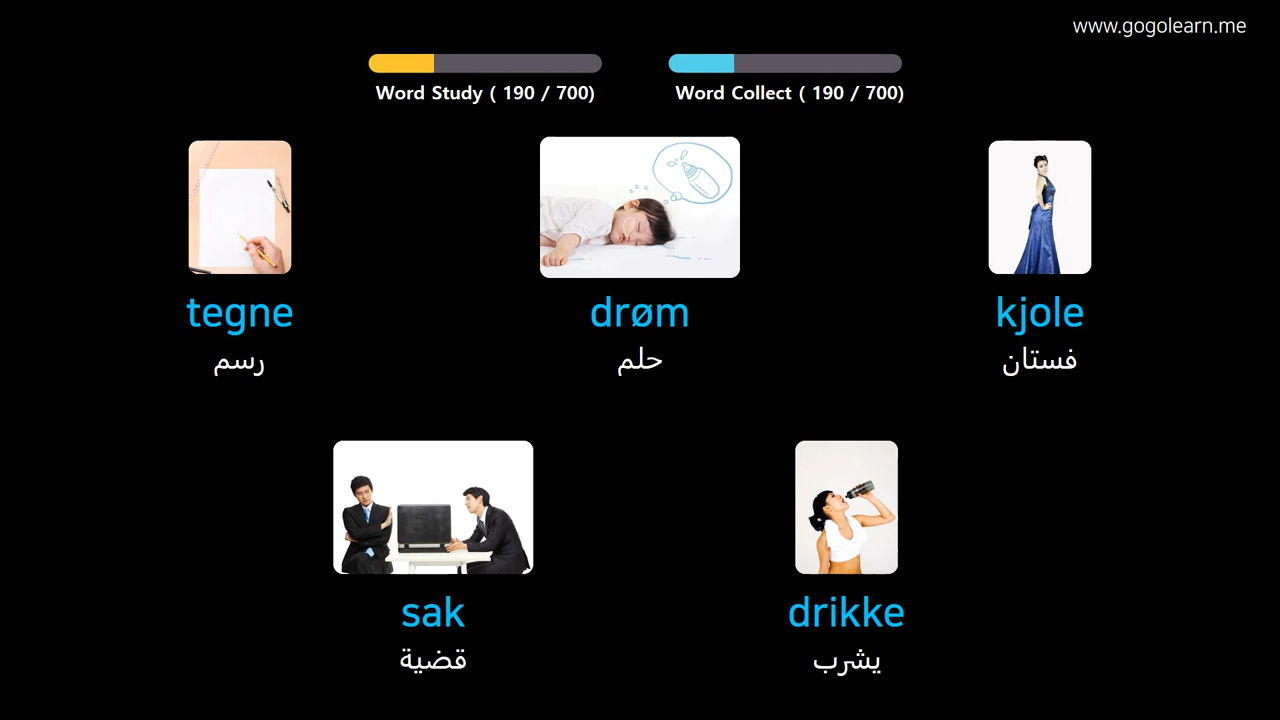 www.gogolearn.me
Word Study ( 190 / 700)
Word Collect ( 190 / 700)
tegne
رسم
drøm
حلم
kjole
فستان
sak
قضية
drikke
يشرب